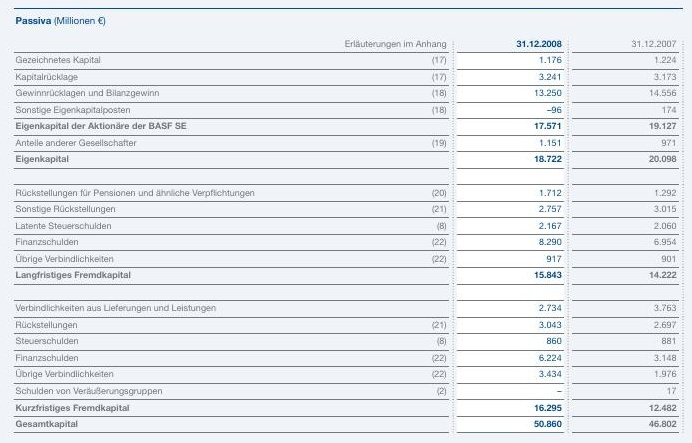 Passiva (Millionen €)
Erläuterungen im Anhang 31.12.2008 31.12.2007
Gezeichnetes Kapital (17) 1.176 1.224
Kapitalrücklage (17) 3.241 3.173
Gewinnrücklagen und Bilanzgewinn (18) 13.250 14.556
Sonstige Eigenkapitalposten (18) –96 174
Eigenkapital der Aktionäre der BASF SE 17.571 19.127
Anteile anderer Gesellschafter (19) 1.151 971
Eigenkapital 18.722 20.098
Rückstellungen für Pensionen und ähnliche Verpflichtungen (20) 1.712 1.292
Sonstige Rückstellungen (21) 2.757 3.015
Latente Steuerschulden (8) 2.167 2.060
Finanzschulden (22) 8.290 6.954
Übrige Verbindlichkeiten (22) 917 901
Langfristiges Fremdkapital 15.843 14.222
Verbindlichkeiten aus Lieferungen und Leistungen 2.734 3.763
Rückstellungen (21) 3.043 2.697
Steuerschulden (8) 860 881
Finanzschulden (22) 6.224 3.148
Übrige Verbindlichkeiten (22) 3.434 1.976
Schulden von Veräußerungsgruppen (2) – 17
Kurzfristiges Fremdkapital 16.295 12.482
Gesamtkapital 50.860 46.802